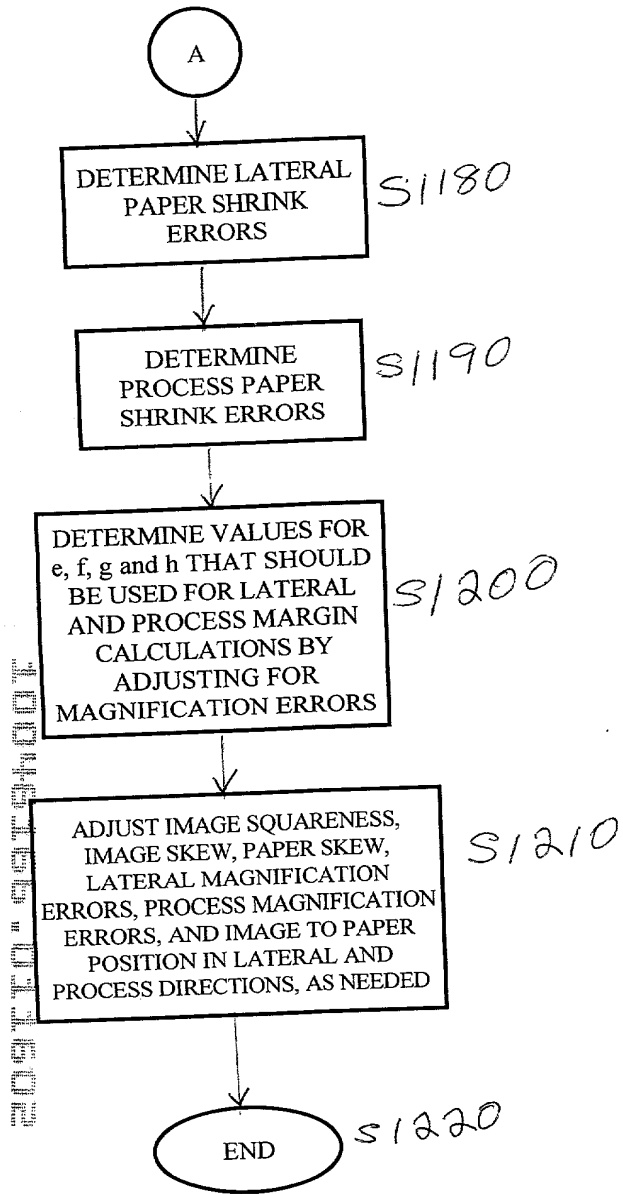 A
DETERMINE LATERAL
PAPER SHRINK
ERRORS
S1180
DETERMINE
PROCESS PAPER
SHRINK ERRORS
S1190
DETERMINE VALUES FOR
e, f, g and h THAT SHOULD
BE USED FOR LATERAL
AND PROCESS MARGIN
CALCULATIONS BY
ADJUSTING FOR
MAGNIFICATION ERRORS
S1200
ADJUST IMAGE SQUARENESS,
IMAGE SKEW, PAPER SKEW,
LATERAL MAGNIFICATION
ERRORS, PROCESS MAGNIFICATION
ERRORS, AND IMAGE TO PAPER
POSITION IN LATERAL AND
PROCESS DIRECTIONS, AS NEEDED
S1210
END
S1220